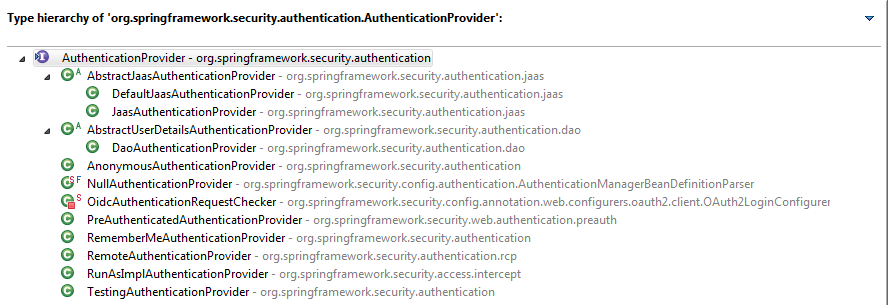 Type hierarchy of 'org.springframework.security.authentication.AuthenticationProvider':
AuthenticationProvider - org.springframework.security.authentication
AbstractJaasAuthenticationProvider - org.springframework.security.authentication.jaas
DefaultJaasAuthenticationProvider - org.springframework.security.authentication.jaas
JaasAuthenticationProvider - org.springframework.security.authentication.jaas
AbstractUserDetailsAuthenticationProvider - org.springframework.security.authentication.dao
DaoAuthenticationProvider - org.springframework.security.authentication.dao
AnonymousAuthenticationProvider - org.springframework.security.authentication
NullAuthenticationProvider - org.springframework.security.config.authentication.AuthenticationManagerBeanDefinitionParser
OidcAuthenticationRequestChecker - org.springframework.security.config.annotation.web.configurers.oauth2.client.OAuth2LoginConfigurer
PreAuthenticatedAuthenticationProvider - org.springframework.security.web.authentication.preauth
RememberMeAuthenticationProvider - org.springframework.security.authentication
RemoteAuthenticationProvider - org.springframework.security.authentication.rcp
RunAsImplAuthenticationProvider - org.springframework.security.access.intercept
TestingAuthenticationProvider - org.springframework.security.authentication